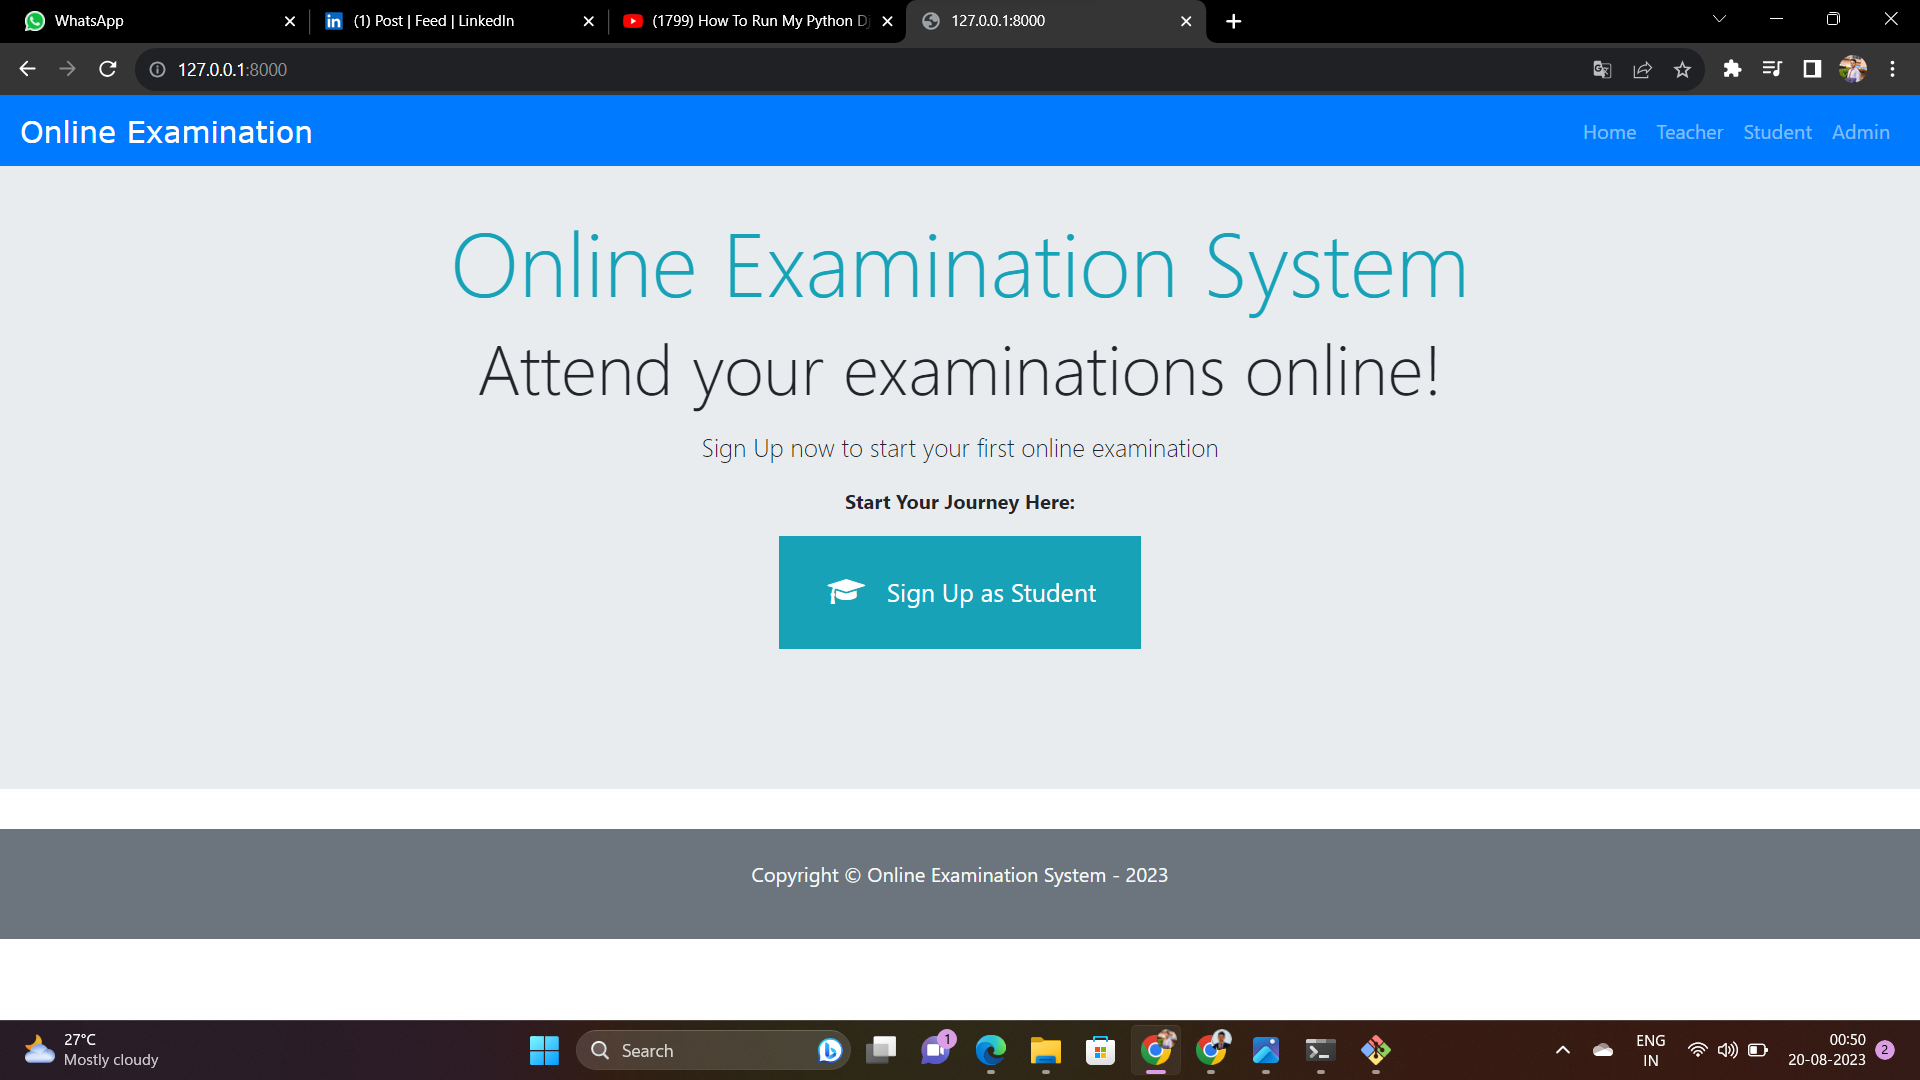 WhatsApp
(1) Post | Feed | LinkedIn
(1799) How To Run My Python Dj
127.0.0.1:8000
127.0.0.1:8000
Online Examination
Home Teacher Student Admin
Online Examination System
Attend your examinations online!
Sign Up now to start your first online examination
Start Your Journey Here:
Sign Up as Student
Copyright © Online Examination System - 2023
27°C
Mostly cloudy
Search
1
ENG
IN
00:50
20-08-2023
2